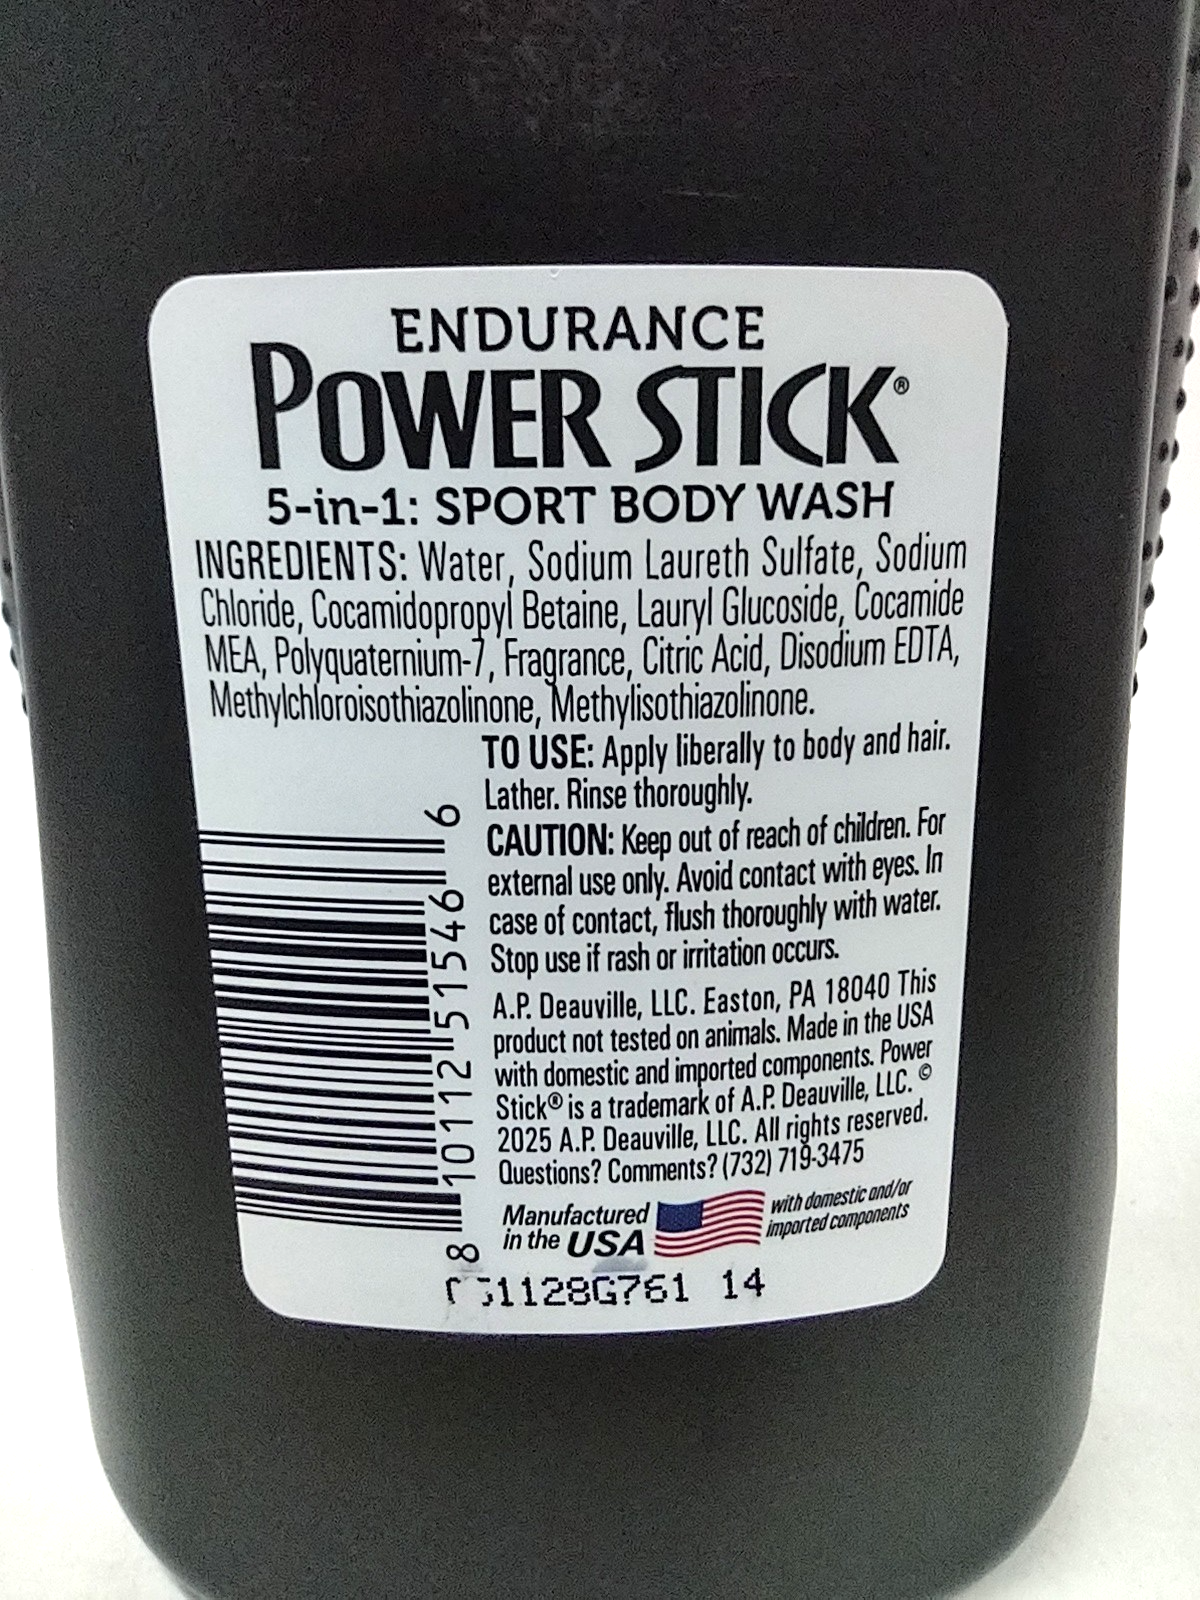 ENDURANCE
POWER STICK®
5-in-1: SPORT BODY WASH
INGREDIENTS: Water, Sodium Laureth Sulfate, Sodium
Chloride, Cocamidopropyl Betaine, Lauryl Glucoside, Cocamide
MEA, Polyquaternium-7, Fragrance, Citric Acid, Disodium EDTA,
Methylchloroisothiazolinone, Methylisothiazolinone.
TO USE: Apply liberally to body and hair.
Lather. Rinse thoroughly.
CAUTION: Keep out of reach of children. For
external use only. Avoid contact with eyes. In
case of contact, flush thoroughly with water.
Stop use if rash or irritation occurs.
A.P. Deauville, LLC. Easton, PA 18040 This
product not tested on animals. Made in the USA
with domestic and imported components. Power
Stick® is a trademark of A.P. Deauville, LLC. ©
2025 A.P. Deauville, LLC. All rights reserved.
Questions? Comments? (732) 719-3475
8 10112 51546 6
Manufactured
in the USA
with domestic and/or
imported components
14